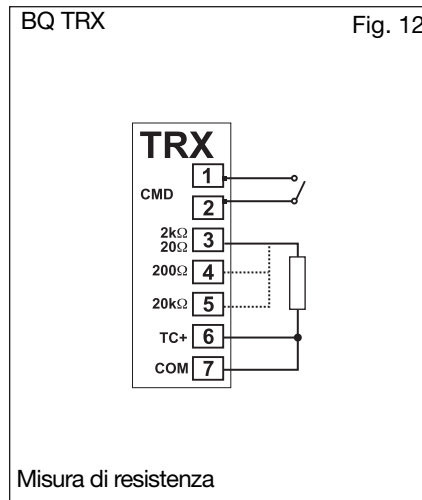 BQ TRX
Fig. 12
TRX
1
CMD
2
2kΩ
20Ω
3
200Ω
4
20kΩ
5
TC+
6
COM
7
Misura di resistenza